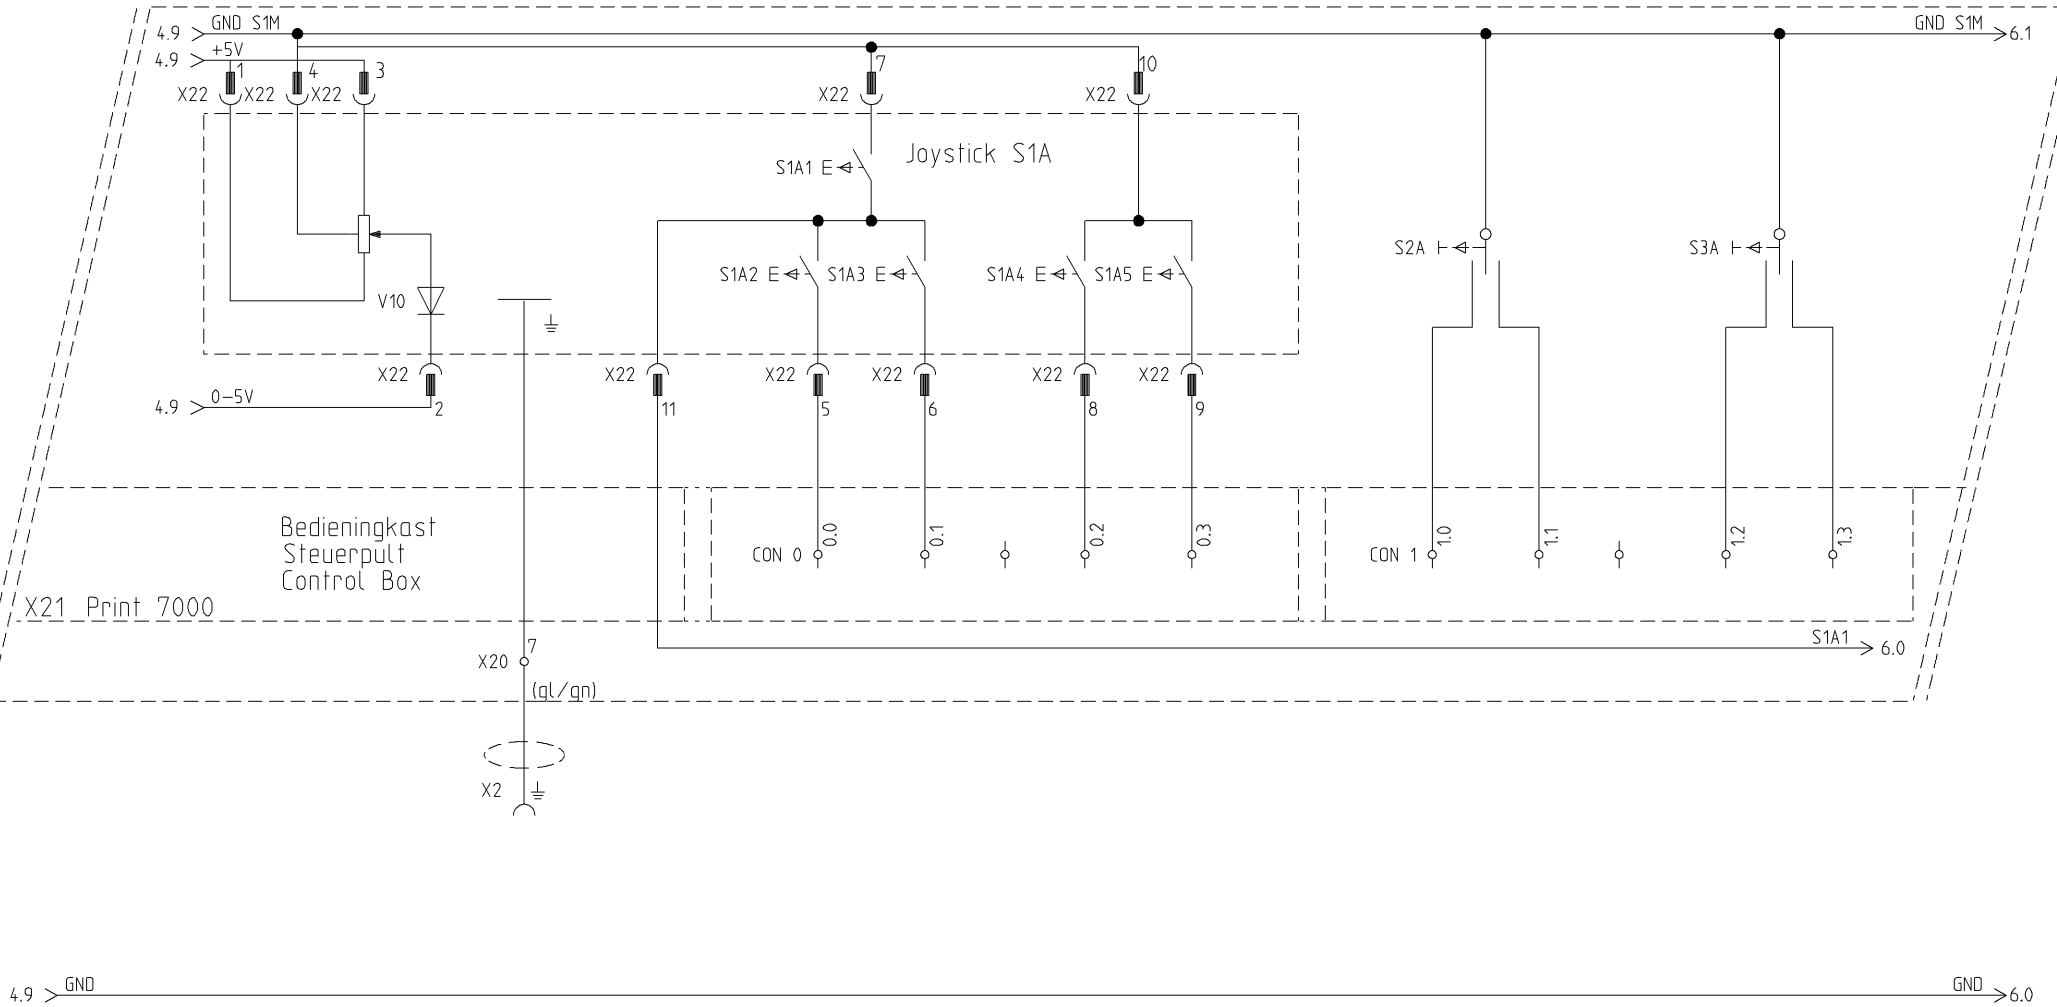 4.9 GND S1M GND S1M 6.1
4.9 +5V
1 4 3 7 10
X22 X22 X22 X22 X22
Joystick S1A
S1A1
S2A S3A
S1A2 S1A3 S1A4 S1A5
V10
X22 X22 X22 X22 X22 X22
4.9 0-5V
2 11 5 6 8 9
Bedieningkast
Steuerpult
Control Box
CON 0 0.0 0.1 0.2 0.3
CON 1 1.0 1.1 1.2 1.3
X21 Print 7000
S1A1 6.0
X20 7
(gl/gn)
X2
4.9 GND GND 6.0